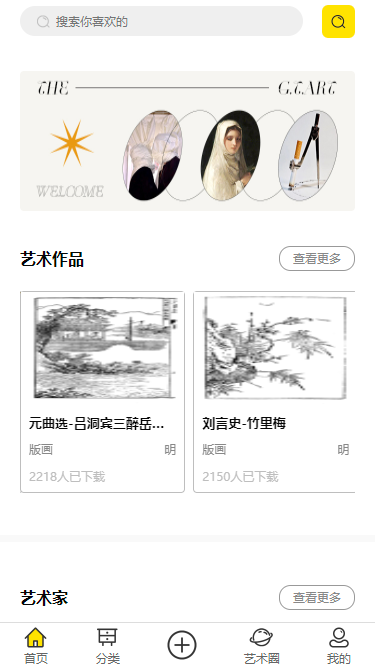 搜索你喜欢的
THE
G.T.ART
WELCOME
艺术作品
查看更多
元曲选-吕洞宾三醉岳...
刘言史-竹里梅
版画
明
版画
明
2218人已下载
2150人已下载
艺术家
查看更多
首页
分类
艺术圈
我的